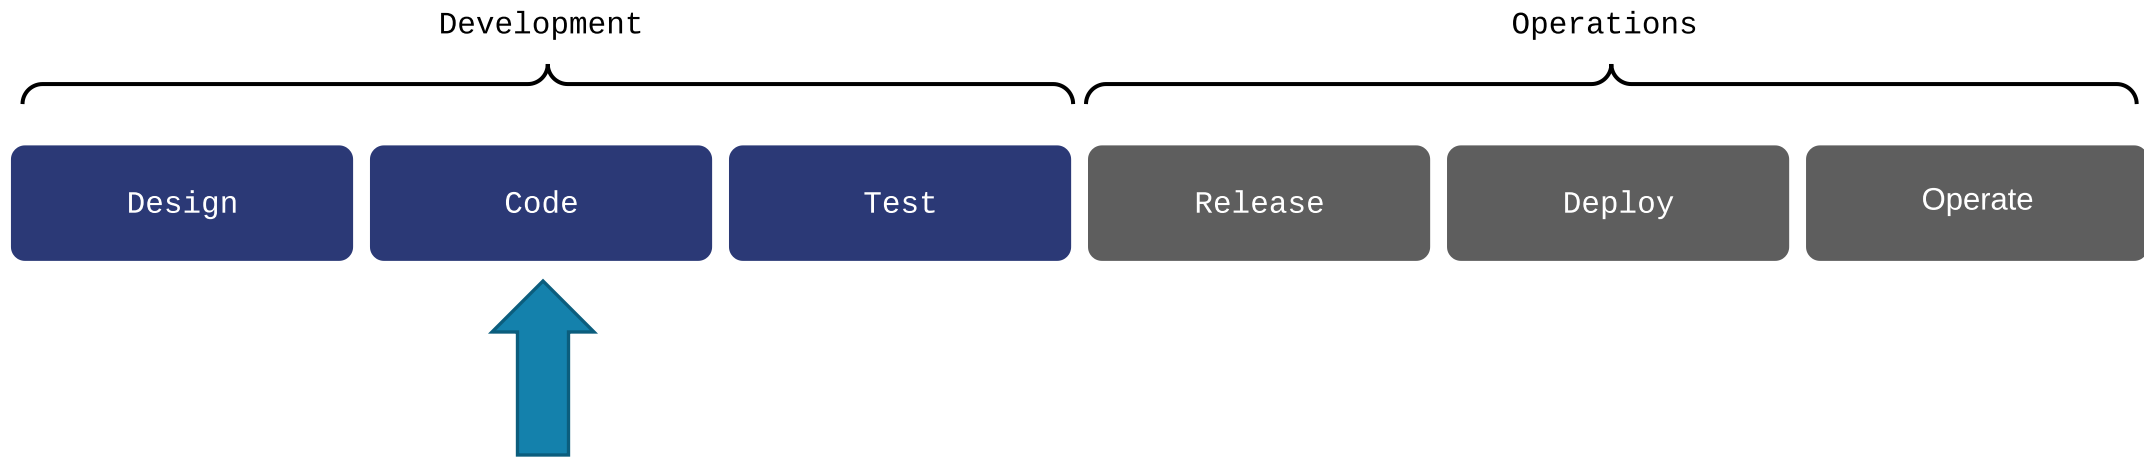 Development
Operations
Design
Code
Test
Release
Deploy
Operate